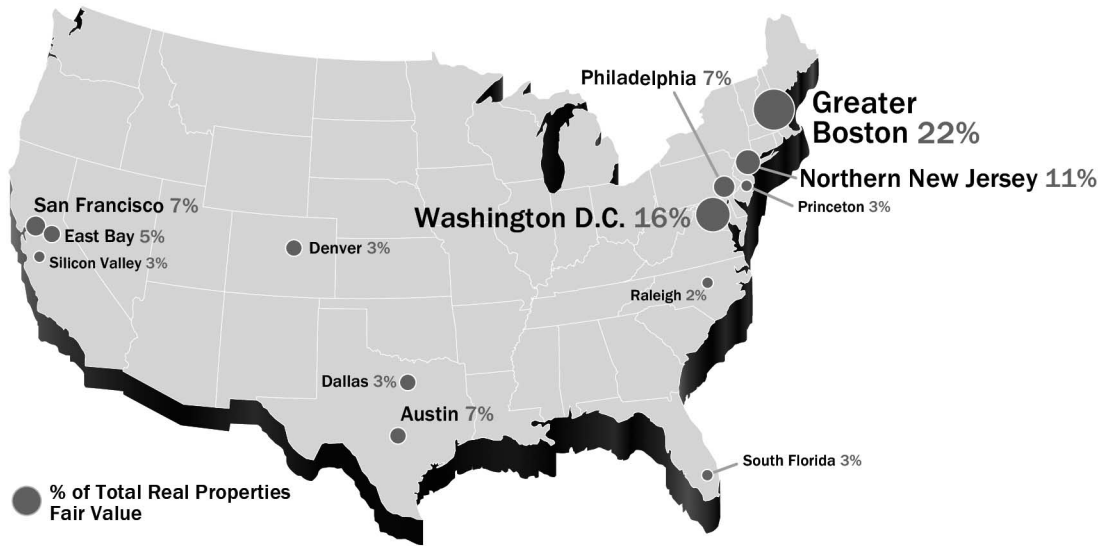 Philadelphia 7%
Greater
Boston 22%
Northern New Jersey 11%
Princeton 3%
San Francisco 7%
Washington D.C. 16%
East Bay 5%
Denver 3%
Silicon Valley 3%
Raleigh 2%
Dallas 3%
Austin 7%
South Florida 3%
% of Total Real Properties
Fair Value